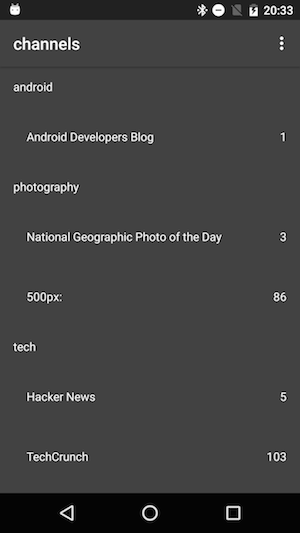 20:33
channels
android
Android Developers Blog 1
photography
National Geographic Photo of the Day 3
500px: 86
tech
Hacker News 5
TechCrunch 103